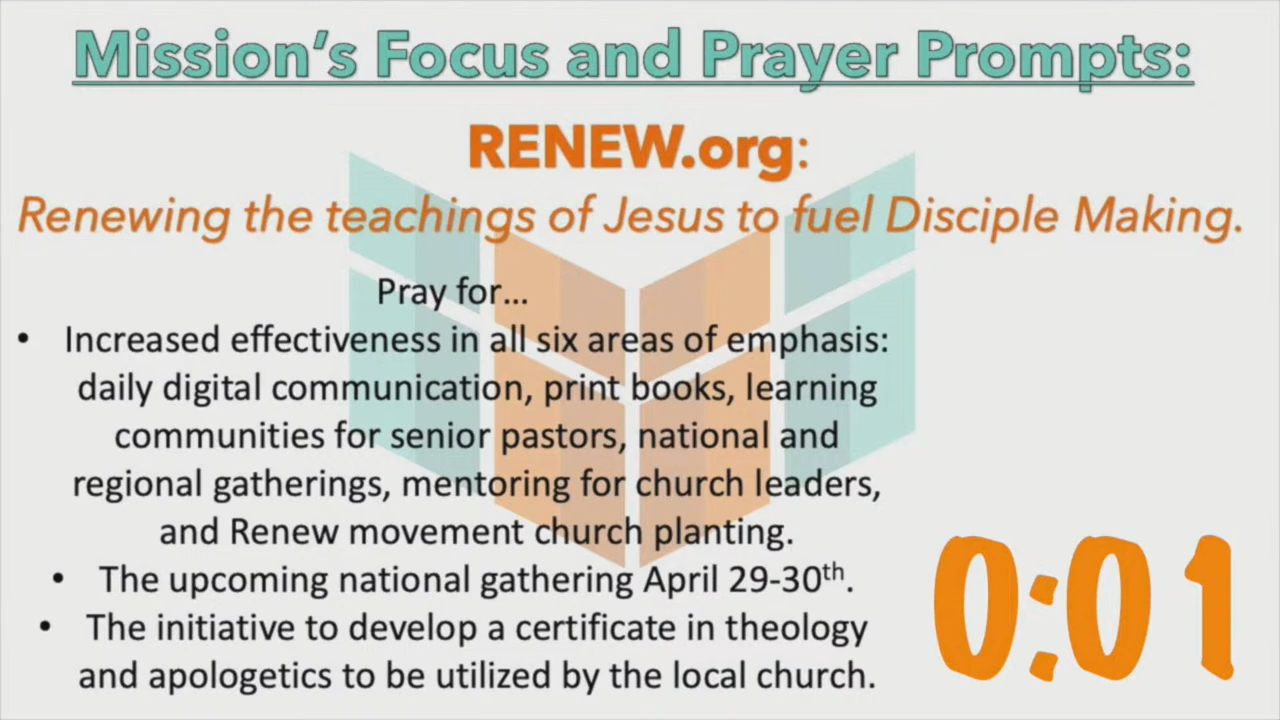 Mission's Focus and Prayer Prompts:
RENEW.org:
Renewing the teachings of Jesus to fuel Disciple Making.
Pray for...
• Increased effectiveness in all six areas of emphasis:
daily digital communication, print books, learning
communities for senior pastors, national and
regional gatherings, mentoring for church leaders,
and Renew movement church planting.
• The upcoming national gathering April 29-30th.
• The initiative to develop a certificate in theology
and apologetics to be utilized by the local church.
0:01